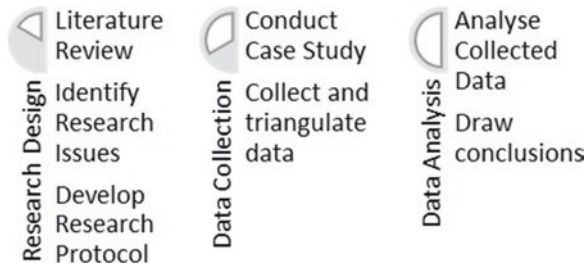 Research Design
Literature
Review
Identify
Research
Issues
Develop
Research
Protocol
Data Collection
Conduct
Case Study
Collect and
triangulate
data
Data Analysis
Analyse
Collected
Data
Draw
conclusions